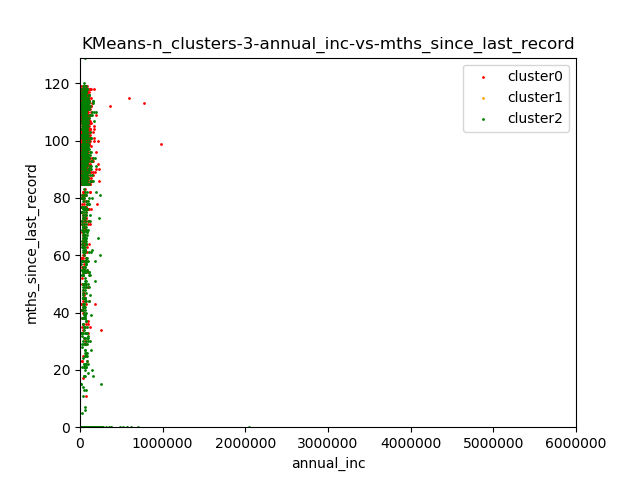 KMeans-n_clusters-3-annual_inc-vs-mths_since_last_record
120
100
80
60
40
20
0
mths_since_last_record
cluster0
cluster1
cluster2
0 1000000 2000000 3000000 4000000 5000000 6000000
annual_inc